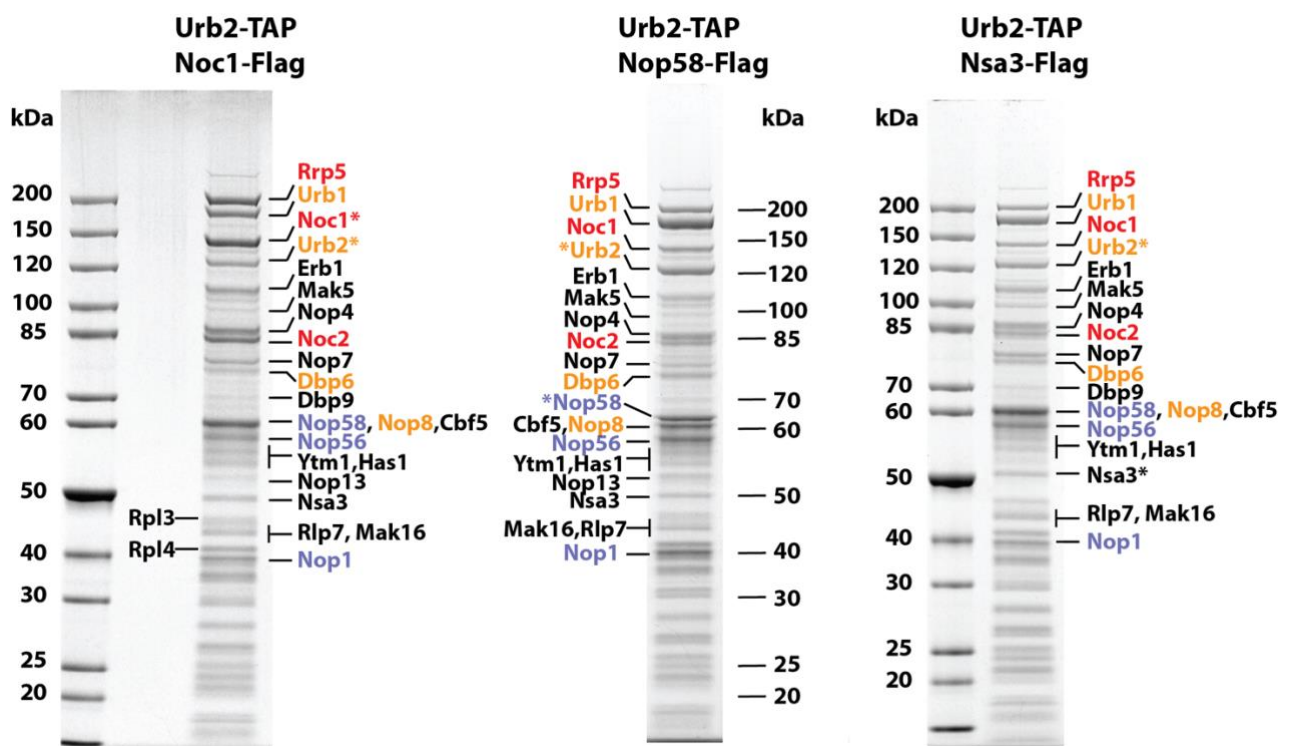 Urb2-TAP
Noc1-Flag
kDa
200
150
120
100
85
70
60
50
40
30
25
20
Rpl3
Rpl4
Rrp5
Urb1
Noc1*
Urb2*
Erb1
Mak5
Nop4
Noc2
Nop7
Dbp6
Dbp9
Nop58, Nop8,Cbf5
Nop56
Ytm1,Has1
Nop13
Nsa3
Rlp7, Mak16
Nop1
Urb2-TAP
Nop58-Flag
Rrp5
Urb1
Noc1
*Urb2
Erb1
Mak5
Nop4
Noc2
Nop7
Dbp6
*Nop58
Cbf5,Nop8
Nop56
Ytm1,Has1
Nop13
Nsa3
Mak16,Rlp7
Nop1
kDa
200
150
120
100
85
70
60
50
40
30
25
20
Urb2-TAP
Nsa3-Flag
kDa
200
150
120
100
85
70
60
50
40
30
25
20
Rrp5
Urb1
Noc1
Urb2*
Erb1
Mak5
Nop4
Noc2
Nop7
Dbp6
Dbp9
Nop58, Nop8,Cbf5
Nop56
Ytm1,Has1
Nsa3*
Rlp7, Mak16
Nop1